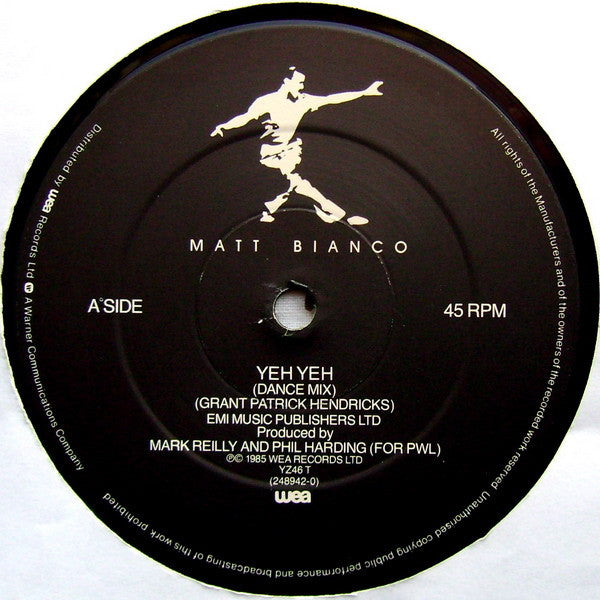 MATT BIANCO
A°SIDE
45 RPM
YEH YEH
(DANCE MIX)
(GRANT PATRICK HENDRICKS)
EMI MUSIC PUBLISHERS LTD
Produced by
MARK REILLY AND PHIL HARDING (FOR PWL)
℗© 1985 WEA RECORDS LTD
YZ46 T
(248942-0)
wea
Distributed by wea Records Ltd. A Warner Communications Company
All rights of the Manufacturers and of the owners of the recorded work reserved Unauthorised copying public performance and broadcasting of this work prohibited